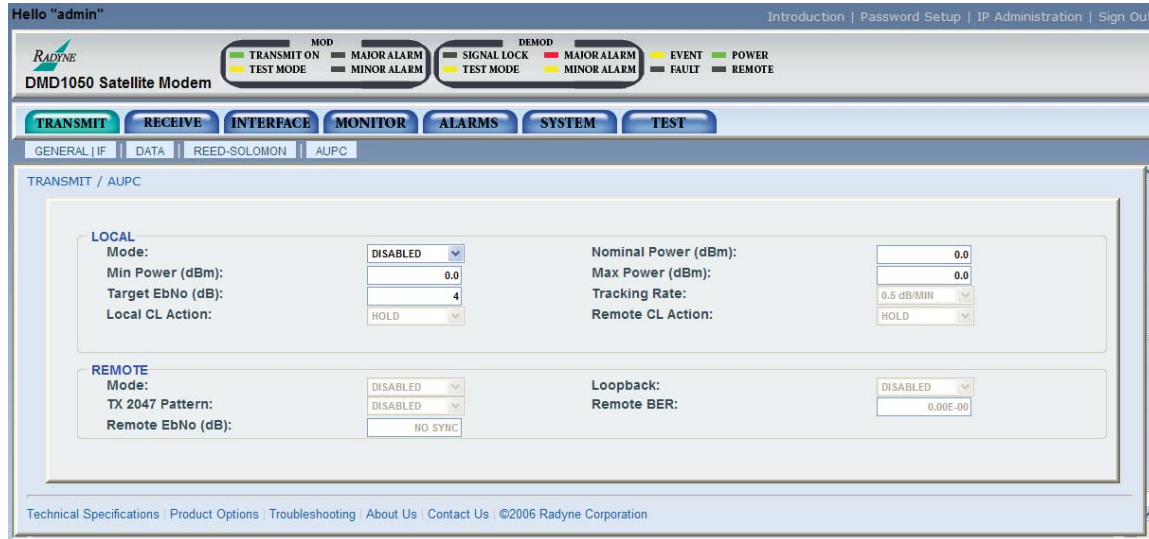 Hello "admin"
Introduction | Password Setup | IP Administration | Sign Out
RADYNE
DMD1050 Satellite Modem
MOD
TRANSMIT ON MAJOR ALARM
TEST MODE MINOR ALARM
DEMOD
SIGNAL LOCK MAJOR ALARM
TEST MODE MINOR ALARM
EVENT POWER
FAULT REMOTE
TRANSMIT RECEIVE INTERFACE MONITOR ALARMS SYSTEM TEST
GENERAL | IF | DATA | REED-SOLOMON | AUPC
TRANSMIT / AUPC
LOCAL
Mode: DISABLED Nominal Power (dBm): 0.0
Min Power (dBm): 0.0 Max Power (dBm): 0.0
Target EbNo (dB): 4 Tracking Rate: 0.5 dB/MIN
Local CL Action: HOLD Remote CL Action: HOLD
REMOTE
Mode: DISABLED Loopback: DISABLED
TX 2047 Pattern: DISABLED Remote BER: 0.00E-00
Remote EbNo (dB): NO SYNC
Technical Specifications | Product Options | Troubleshooting | About Us | Contact Us | ©2006 Radyne Corporation